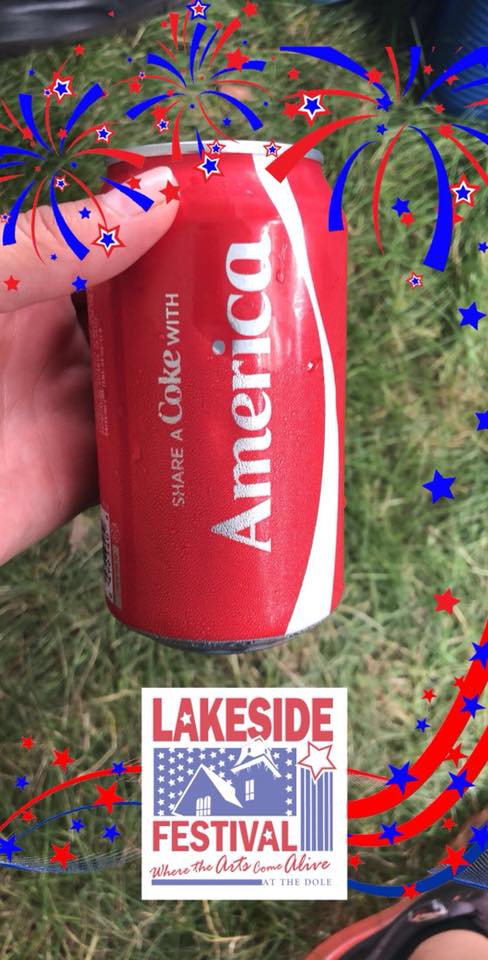 SHARE A Coke WITH
America
LAKESIDE
FESTIVAL
Where the Arts Come Alive
AT THE DOLE